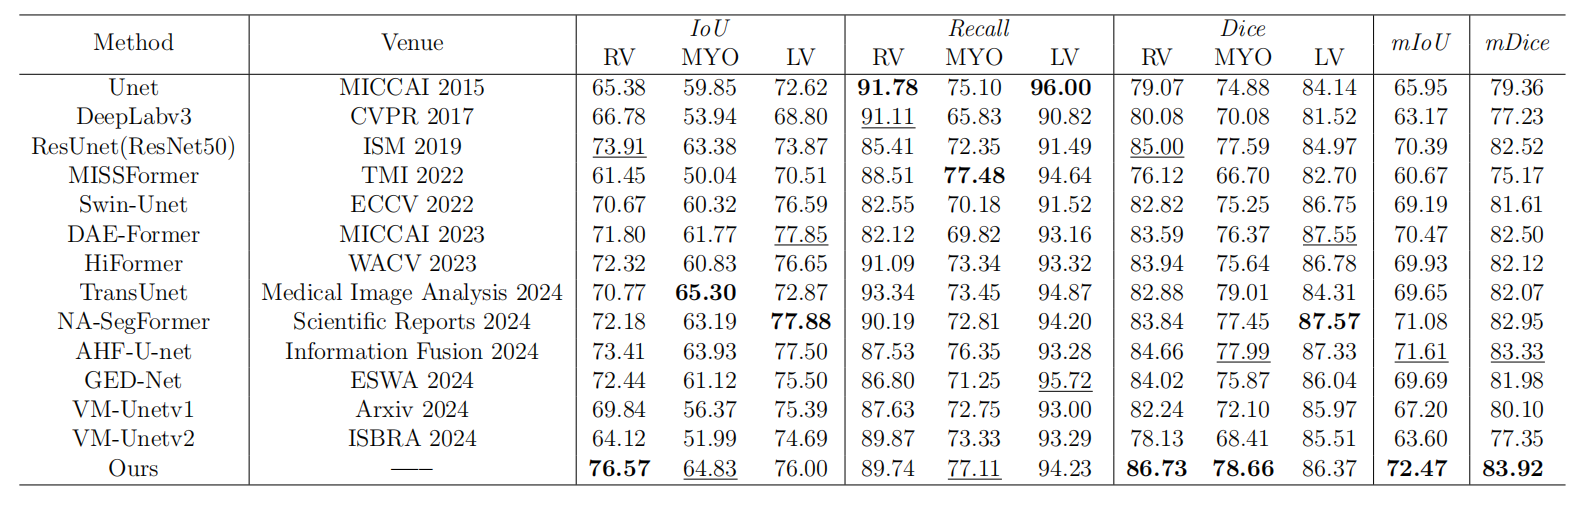 Method Venue IoU Recall Dice mIoU mDice
RV MYO LV RV MYO LV RV MYO LV
Unet MICCAI 2015 65.38 59.85 72.62 91.78 75.10 96.00 79.07 74.88 84.14 65.95 79.36
DeepLabv3 CVPR 2017 66.78 53.94 68.80 91.11 65.83 90.82 80.08 70.08 81.52 63.17 77.23
ResUnet(ResNet50) ISM 2019 73.91 63.38 73.87 85.41 72.35 91.49 85.00 77.59 84.97 70.39 82.52
MISSFormer TMI 2022 61.45 50.04 70.51 88.51 77.48 94.64 76.12 66.70 82.70 60.67 75.17
Swin-Unet ECCV 2022 70.67 60.32 76.59 82.55 70.18 91.52 82.82 75.25 86.75 69.19 81.61
DAE-Former MICCAI 2023 71.80 61.77 77.85 82.12 69.82 93.16 83.59 76.37 87.55 70.47 82.50
HiFormer WACV 2023 72.32 60.83 76.65 91.09 73.34 93.32 83.94 75.64 86.78 69.93 82.12
TransUnet Medical Image Analysis 2024 70.77 65.30 72.87 93.34 73.45 94.87 82.88 79.01 84.31 69.65 82.07
NA-SegFormer Scientific Reports 2024 72.18 63.19 77.88 90.19 72.81 94.20 83.84 77.45 87.57 71.08 82.95
AHF-U-net Information Fusion 2024 73.41 63.93 77.50 87.53 76.35 93.28 84.66 77.99 87.33 71.61 83.33
GED-Net ESWA 2024 72.44 61.12 75.50 86.80 71.25 95.72 84.02 75.87 86.04 69.69 81.98
VM-Unetv1 Arxiv 2024 69.84 56.37 75.39 87.63 72.75 93.00 82.24 72.10 85.97 67.20 80.10
VM-Unetv2 ISBRA 2024 64.12 51.99 74.69 89.87 73.33 93.29 78.13 68.41 85.51 63.60 77.35
Ours —– 76.57 64.83 76.00 89.74 77.11 94.23 86.73 78.66 86.37 72.47 83.92